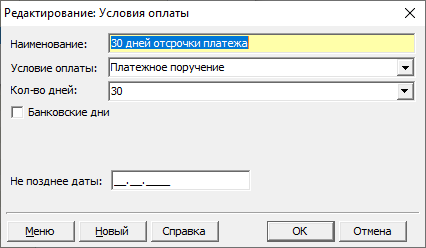 Редактирование: Условия оплаты
Наименование: 30 дней отсрочки платежа
Условие оплаты: Платежное поручение
Кол-во дней: 30
Банковские дни
Не позднее даты: __.__.____
Меню Новый Справка ОК Отмена